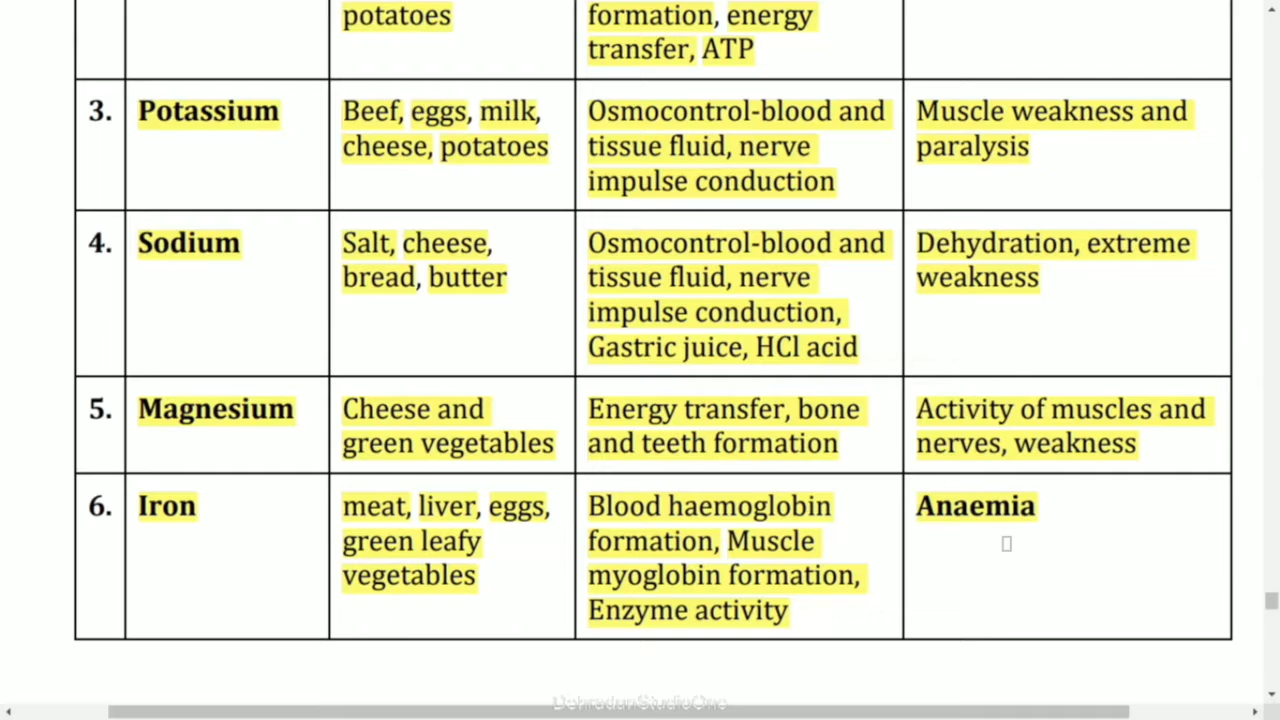 potatoes
formation, energy
transfer, ATP
3.
Potassium
Beef, eggs, milk,
cheese, potatoes
Osmocontrol-blood and
tissue fluid, nerve
impulse conduction
Muscle weakness and
paralysis
4.
Sodium
Salt, cheese,
bread, butter
Osmocontrol-blood and
tissue fluid, nerve
impulse conduction,
Gastric juice, HCl acid
Dehydration, extreme
weakness
5.
Magnesium
Cheese and
green vegetables
Energy transfer, bone
and teeth formation
Activity of muscles and
nerves, weakness
6.
Iron
meat, liver, eggs,
green leafy
vegetables
Blood haemoglobin
formation, Muscle
myoglobin formation,
Enzyme activity
Anaemia
DehradunStudioOne